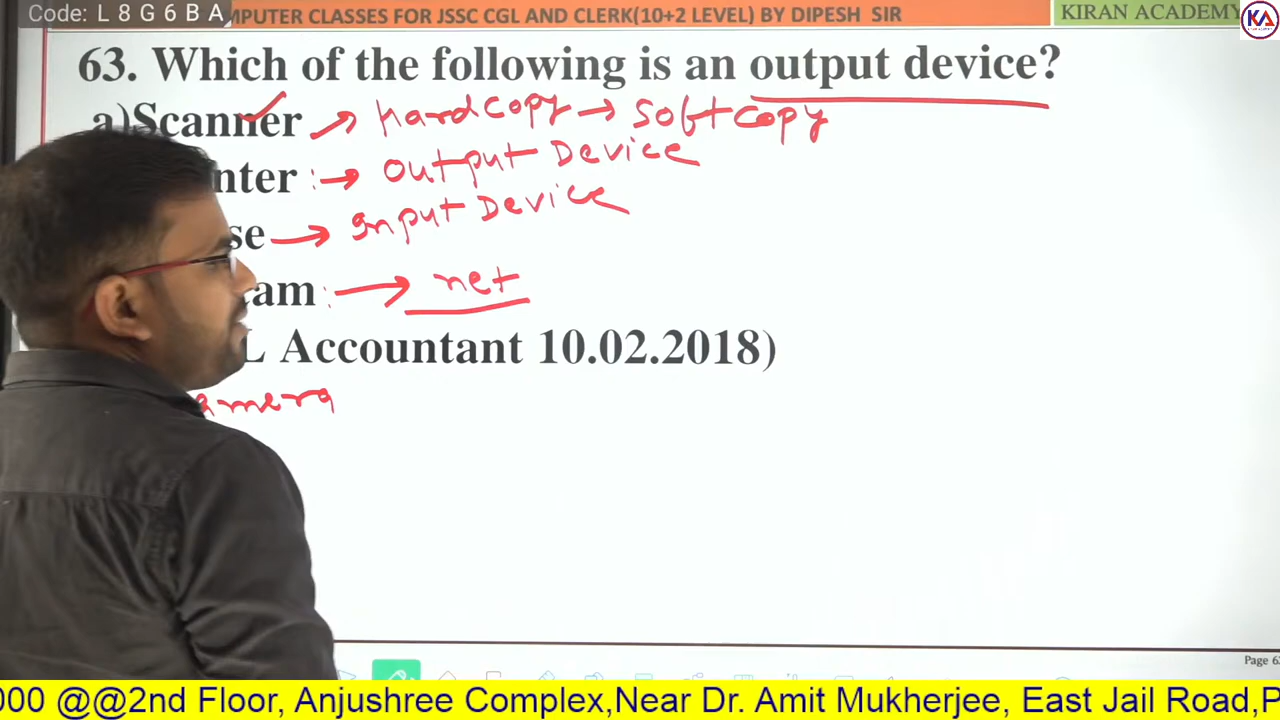 Code: L 8 G 6 B A
MPUTER CLASSES FOR JSSC CGL AND CLERK(10+2 LEVEL) BY DIPESH SIR
KIRAN ACADEMY
KA
63. Which of the following is an output device?
a)Scanner → Hardcopy → Softcopy
nter :→ Output Device
se → Input Device
cam :→ net
L Accountant 10.02.2018)
amera
Page 6
000 @@2nd Floor, Anjushree Complex,Near Dr. Amit Mukherjee, East Jail Road,P